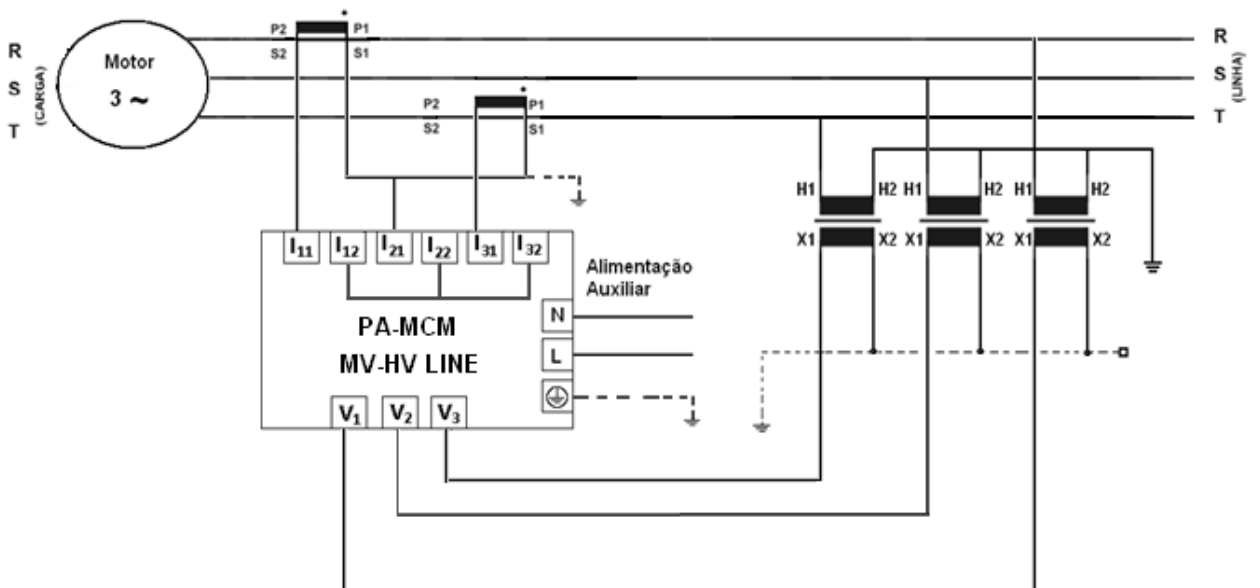 P2 P1
R R
S2 S1
Motor
S (CARGA) 3 ~ S (LINHA)
P2 P1
T S2 S1 T
H1 H2 H1 H2 H1 H2
X1 X2 X1 X2 X1 X2
I11 I12 I21 I22 I31 I32
Alimentação
Auxiliar
N
PA-MCM
L
MV-HV LINE
V1 V2 V3